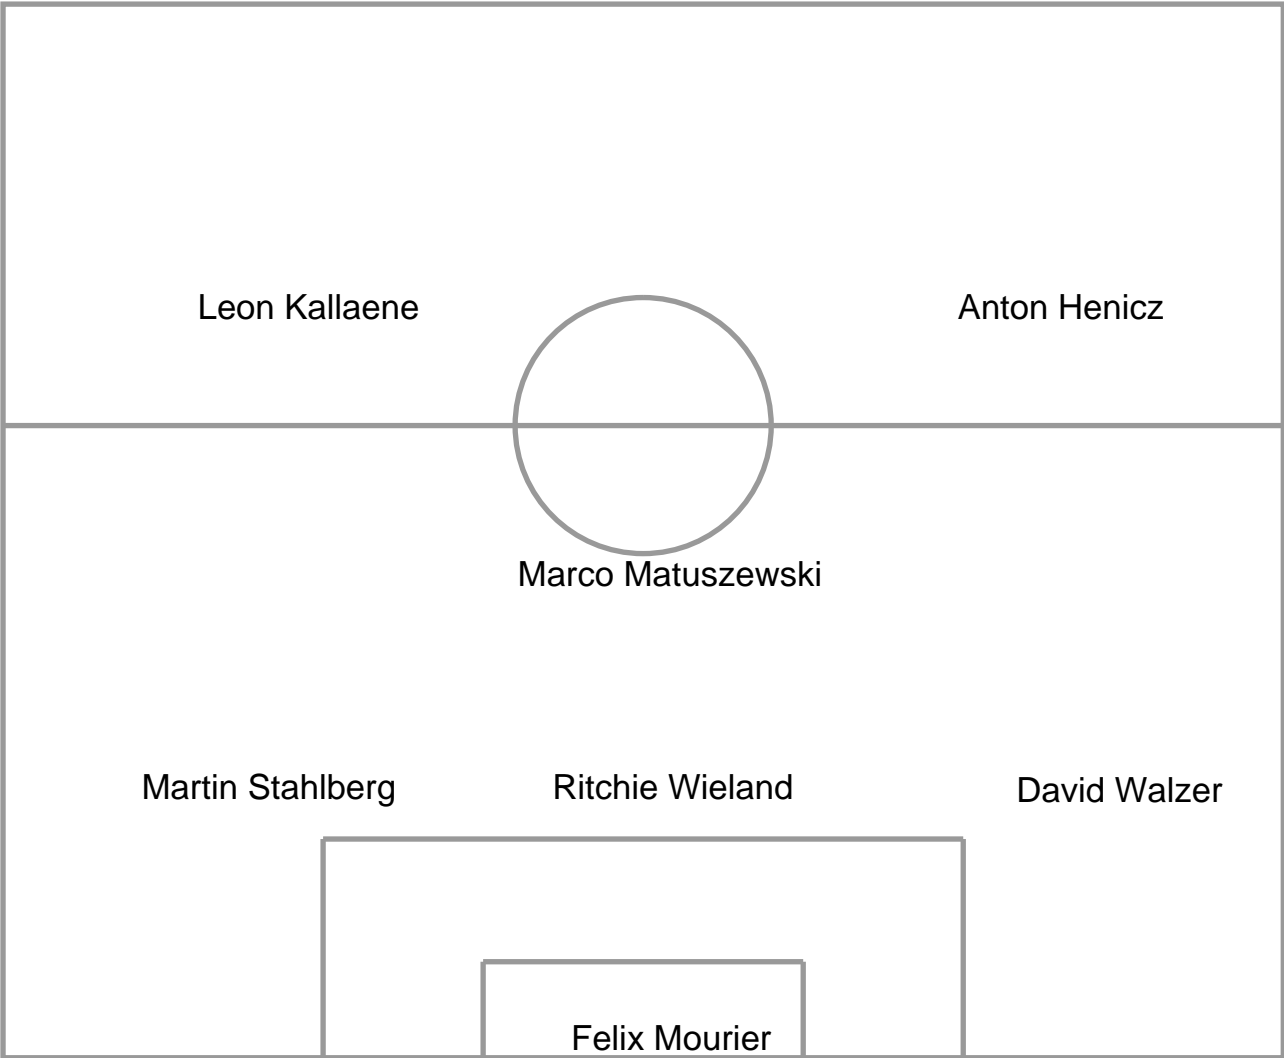 Leon Kallaene
Anton Henicz
Marco Matuszewski
Martin Stahlberg
Ritchie Wieland
David Walzer
Felix Mourier